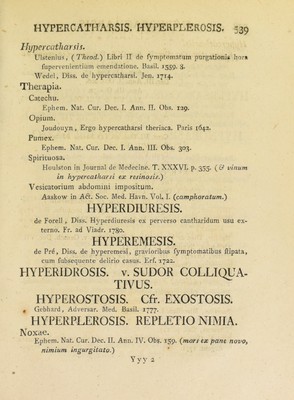 HYPERCATHARSIS. HYPERPLEROSIS. 539
Hypercatharsis.
Ulstenius, (Theod.) Libri II de symptomatum purgationis hora
supervenientium emendatione. Basil. 1559. 8.
Wedel, Diss. de hypercatharsi. Jen. 1714.
Therapia.
Catechu.
Ephem. Nat. Cur. Dec. I. Ann. II. Obs. 129.
Opium.
Joudouyn, Ergo hypercatharsi theriaca. Paris 1642.
Pumex.
Ephem. Nat. Cur. Dec. I. Ann. III. Obs. 303.
Spirituosa.
Houlston in Journal de Medecine. T. XXXVI. p. 355. (& vinum
in hypercatharsi ex resinosis.)
Vesicatorium abdomini impositum.
Aaskow in Act. Soc. Med. Havn. Vol. I. (camphoratum.)
HYPERDIURESIS.
de Forell, Diss. Hyperdiuresis ex perverso cantharidum usu ex-
terno. Fr. ad Viadr. 1780.
HYPEREMESIS.
de Pré, Diss. de hyperemesi, gravioribus symptomatibus stipata,
cum subsequente delirio casus. Erf. 1722.
HYPERIDROSIS. v. SUDOR COLLIQUA-
TIVUS.
HYPEROSTOSIS. Cfr. EXOSTOSIS.
Gebhard, Adversar. Med. Basil. 1777.
HYPERPLEROSIS. REPLETIO NIMIA.
Noxae.
Ephem. Nat. Cur. Dec. II. Ann. IV. Obs. 159. (mors ex pane novo,
nimium ingurgitato.)
Yyy 2